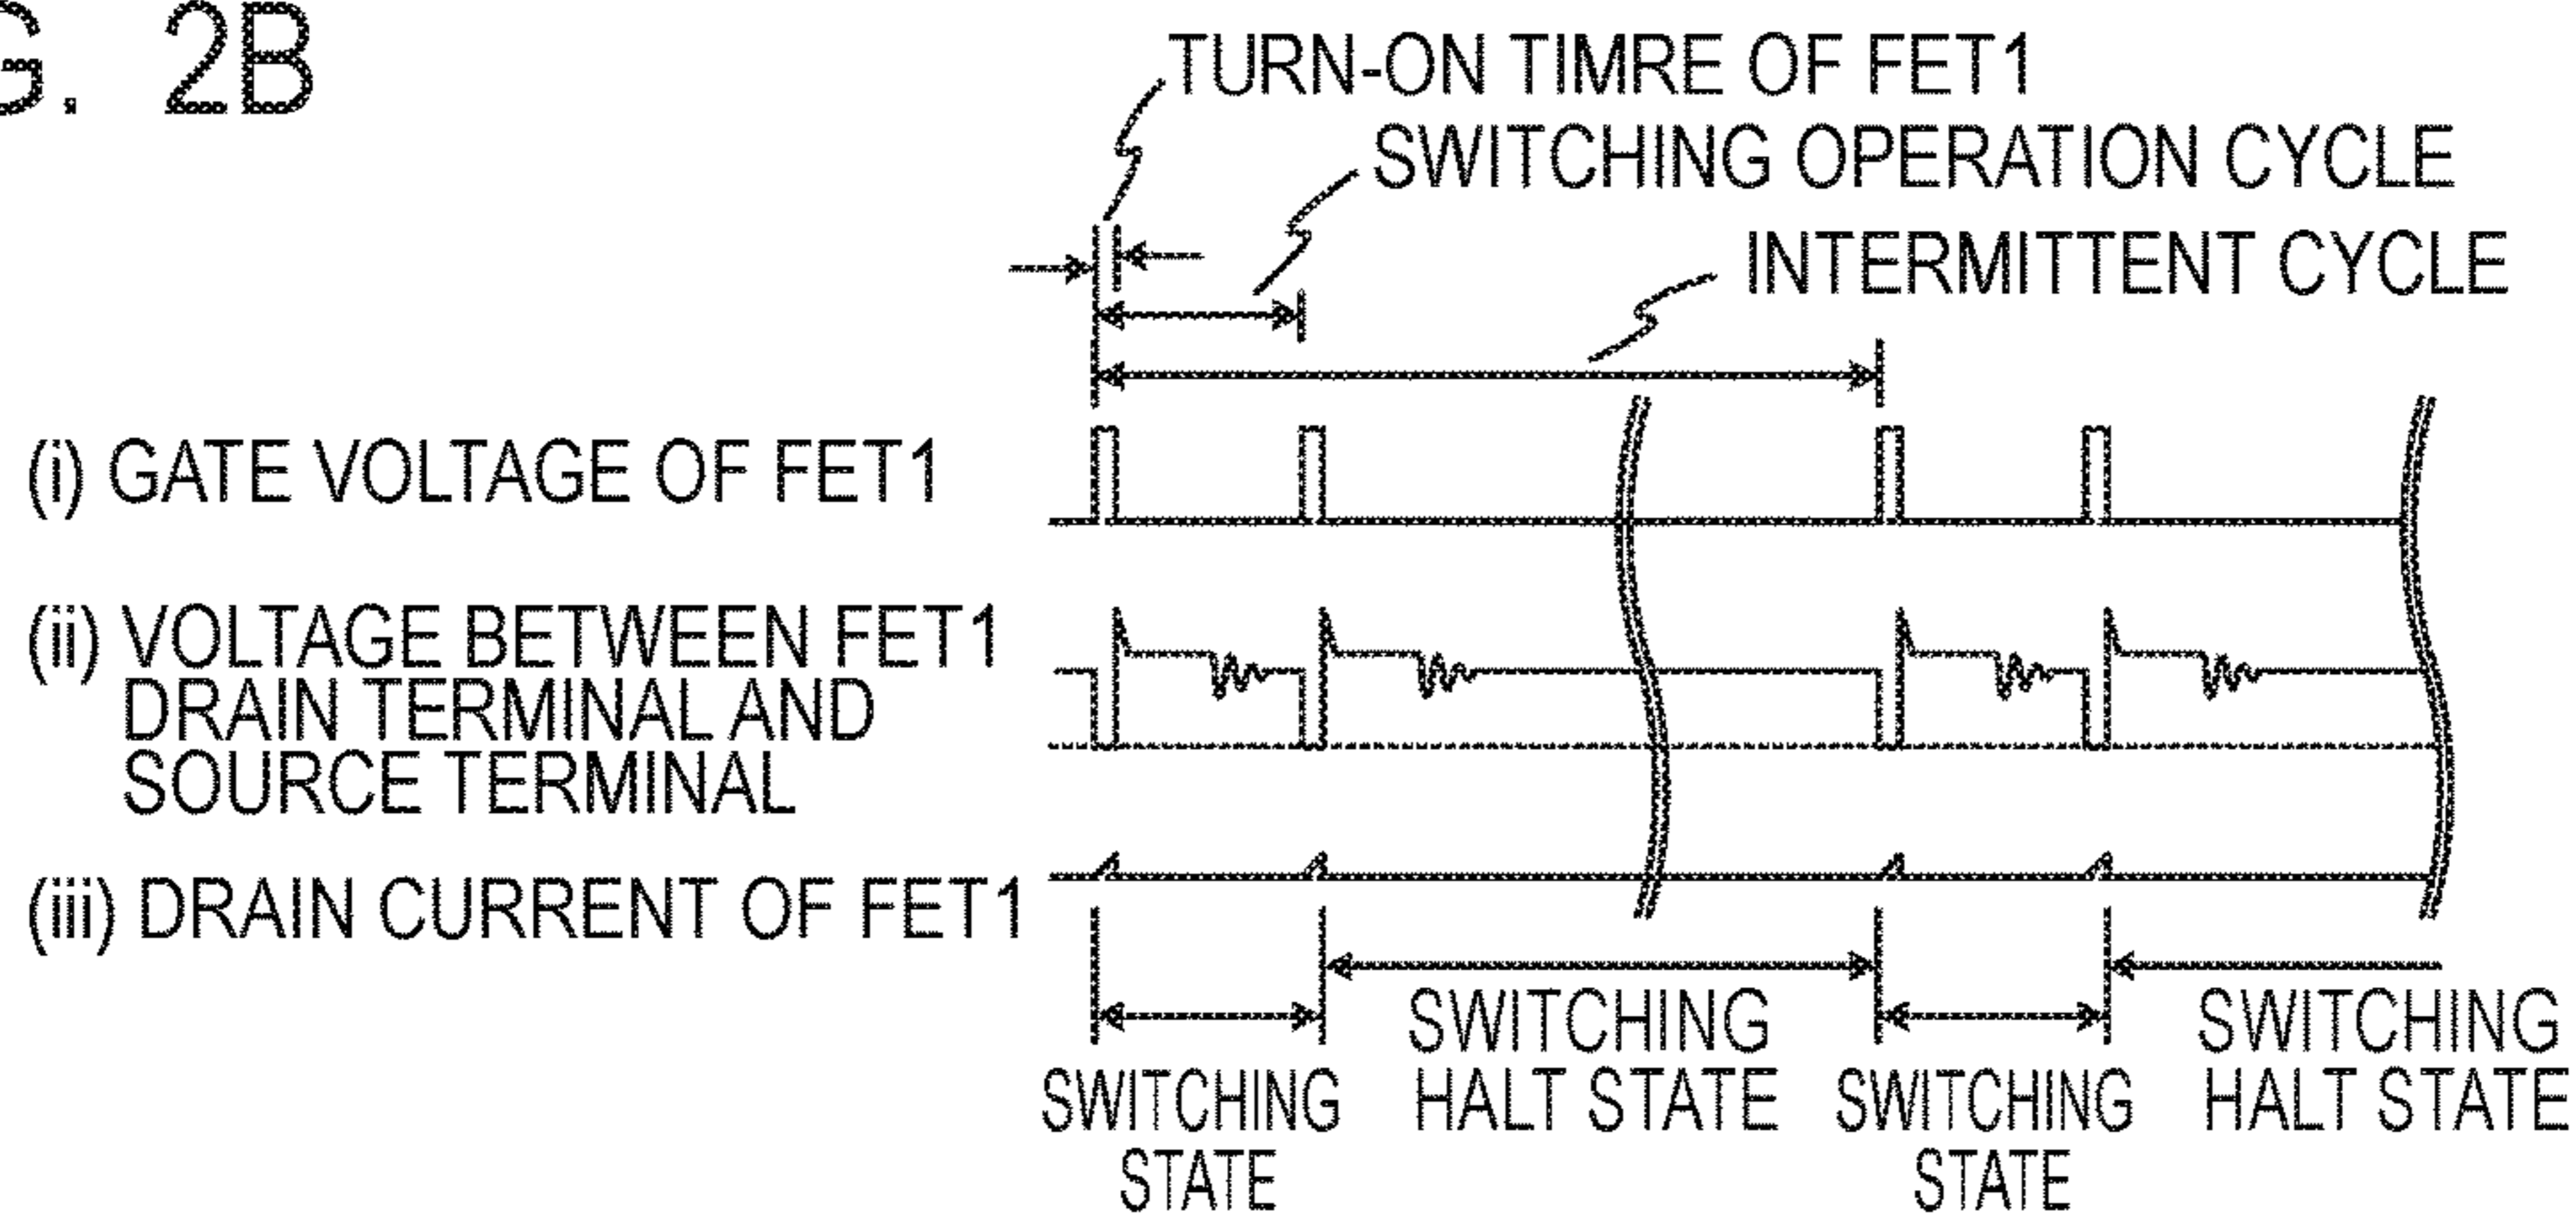 G. 2B
TURN-ON TIMRE OF FET1
SWITCHING OPERATION CYCLE
INTERMITTENT CYCLE
(i) GATE VOLTAGE OF FET1
(ii) VOLTAGE BETWEEN FET1
DRAIN TERMINAL AND
SOURCE TERMINAL
(iii) DRAIN CURRENT OF FET1
SWITCHING
STATE
SWITCHING
HALT STATE
SWITCHING
STATE
SWITCHING
HALT STATE